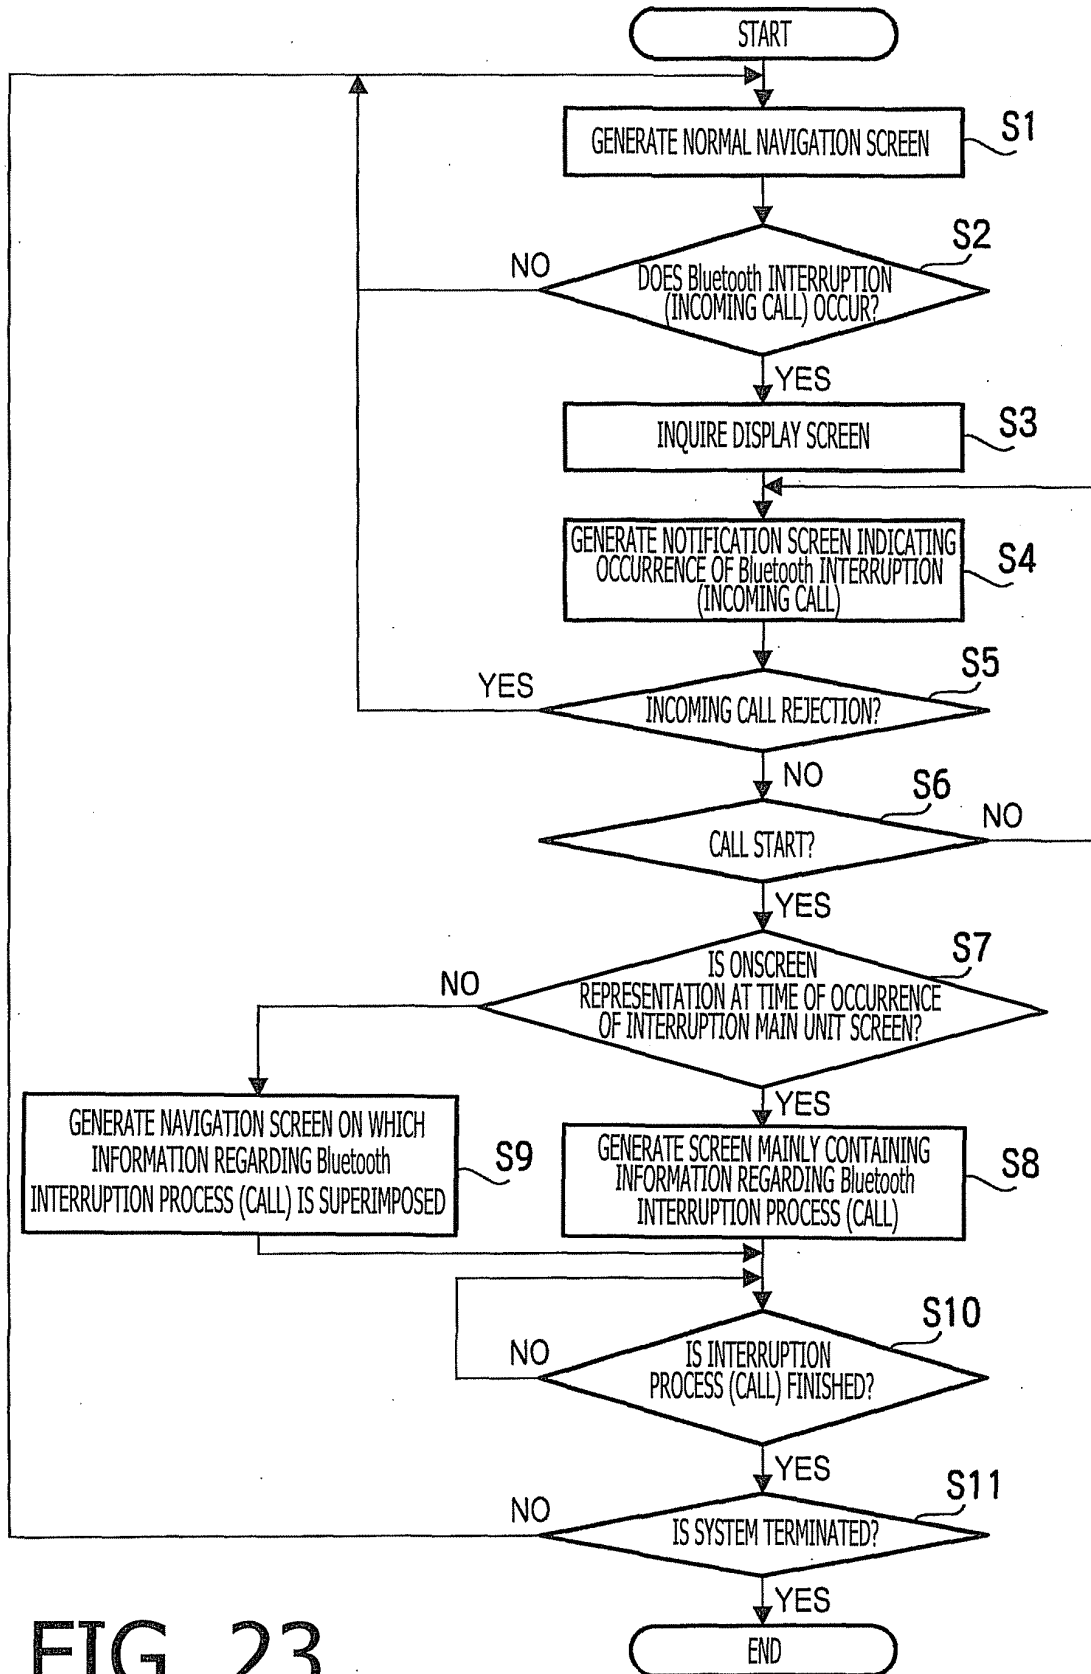 START
GENERATE NORMAL NAVIGATION SCREEN
S1
S2
NO
DOES Bluetooth INTERRUPTION
(INCOMING CALL) OCCUR?
YES
INQUIRE DISPLAY SCREEN
S3
GENERATE NOTIFICATION SCREEN INDICATING
OCCURRENCE OF Bluetooth INTERRUPTION
(INCOMING CALL)
S4
S5
YES
INCOMING CALL REJECTION?
NO
S6
NO
CALL START?
YES
S7
NO
IS ONSCREEN
REPRESENTATION AT TIME OF OCCURRENCE
OF INTERRUPTION MAIN UNIT SCREEN?
YES
GENERATE NAVIGATION SCREEN ON WHICH
INFORMATION REGARDING Bluetooth
INTERRUPTION PROCESS (CALL) IS SUPERIMPOSED
S9
GENERATE SCREEN MAINLY CONTAINING
INFORMATION REGARDING Bluetooth
INTERRUPTION PROCESS (CALL)
S8
S10
NO
IS INTERRUPTION
PROCESS (CALL) FINISHED?
YES
S11
NO
IS SYSTEM TERMINATED?
YES
END
FIG. 23